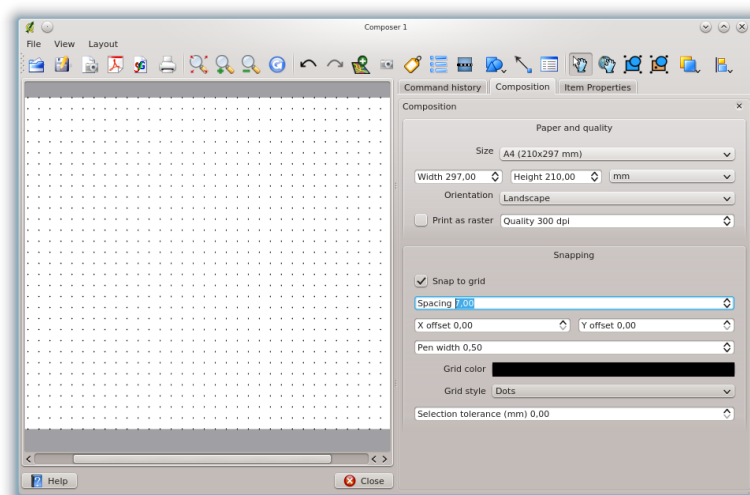 Composer 1
File View Layout
Command history Composition Item Properties
Composition
Paper and quality
Size A4 (210x297 mm)
Width 297,00 Height 210,00 mm
Orientation Landscape
Print as raster Quality 300 dpi
Snapping
Snap to grid
Spacing 7,00
X offset 0,00 Y offset 0,00
Pen width 0,50
Grid color
Grid style Dots
Selection tolerance (mm) 0,00
Help Close